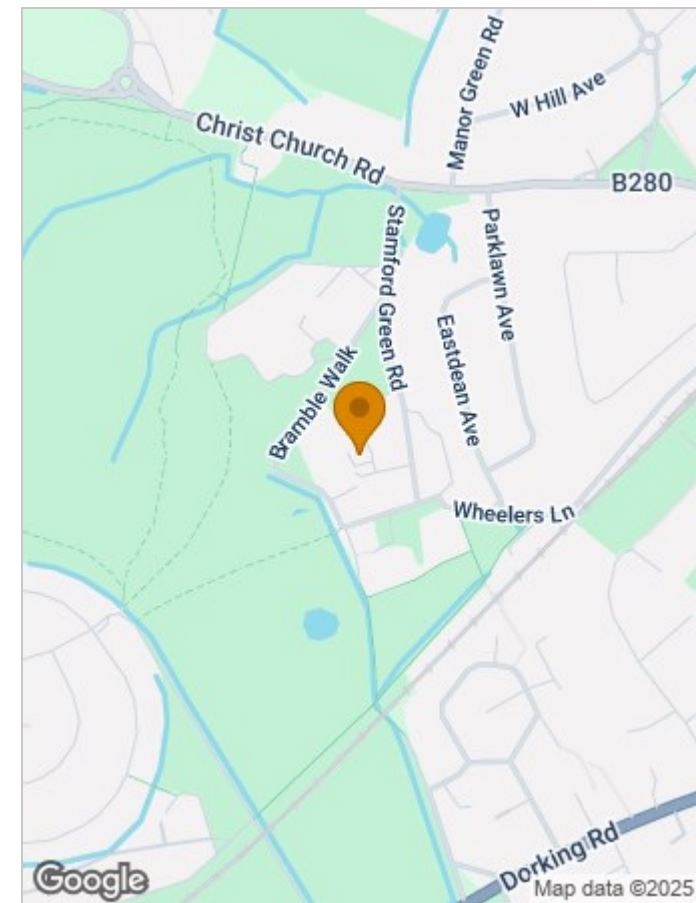 Manor Green Rd
W Hill Ave
Christ Church Rd
B280
Stamford Green Rd
Parklawn Ave
Eastdean Ave
Bramble Walk
Wheelers Ln
Dorking Rd
Google
Map data ©2025